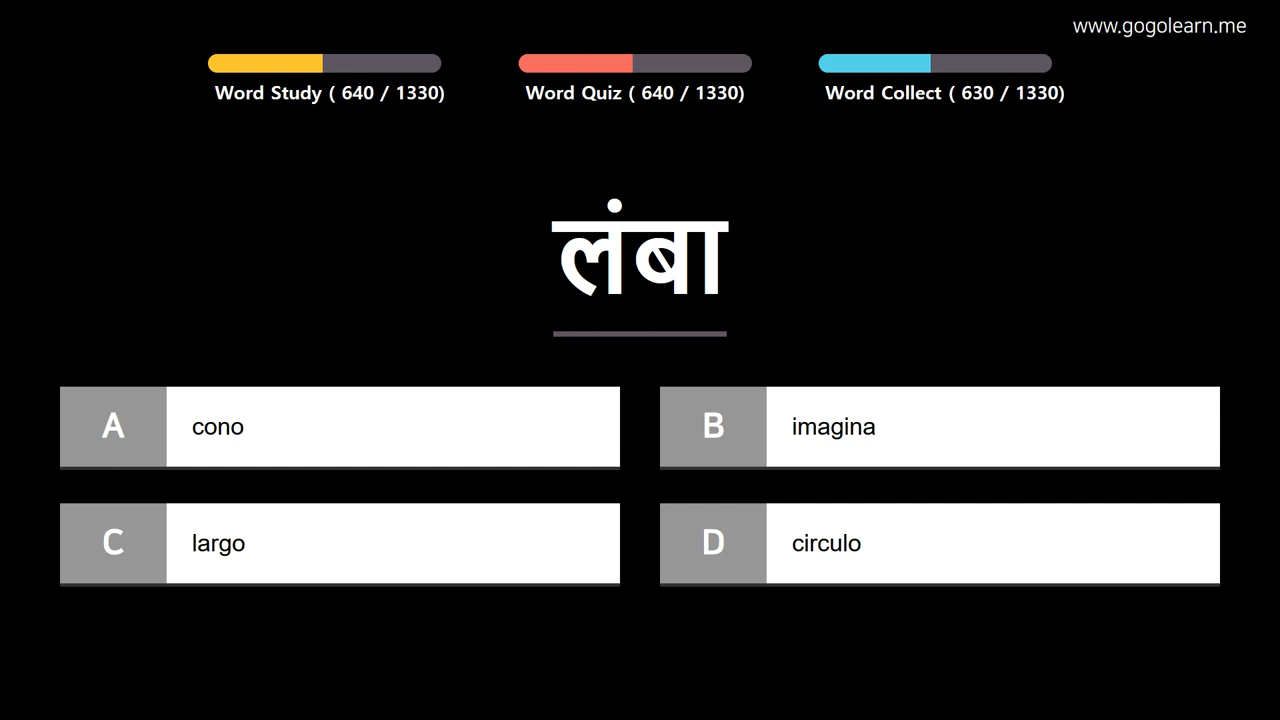 www.gogolearn.me
Word Study ( 640 / 1330)
Word Quiz ( 640 / 1330)
Word Collect ( 630 / 1330)
लंबा
A cono
B imagina
C largo
D circulo